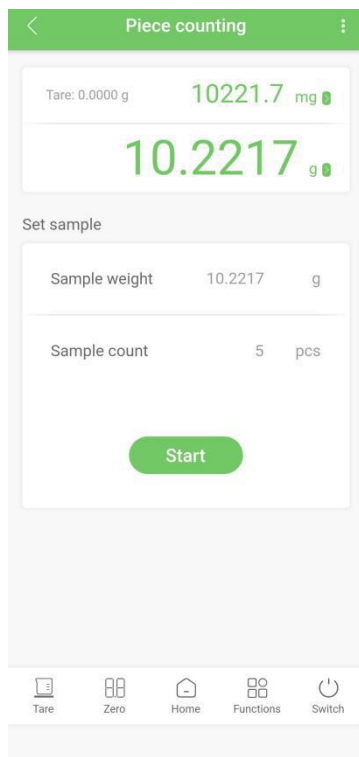 Piece counting
Tare: 0.0000 g 10221.7 mg
10.2217 g
Set sample
Sample weight 10.2217 g
Sample count 5 pcs
Start
Tare Zero Home Functions Switch